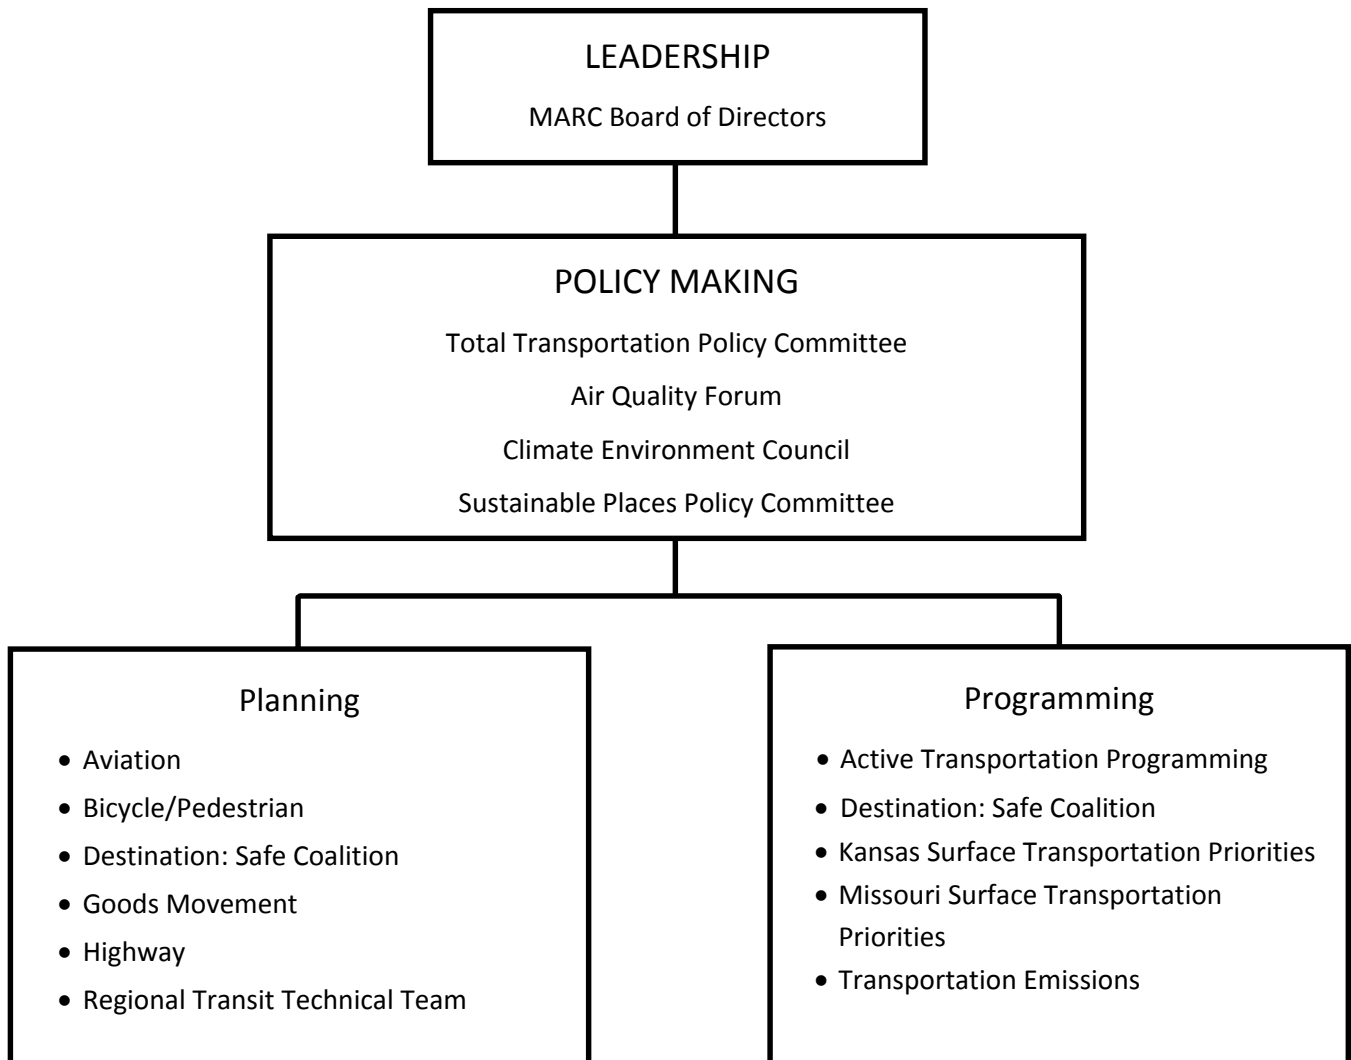 LEADERSHIP
MARC Board of Directors
POLICY MAKING
Total Transportation Policy Committee
Air Quality Forum
Climate Environment Council
Sustainable Places Policy Committee
Planning
• Aviation
• Bicycle/Pedestrian
• Destination: Safe Coalition
• Goods Movement
• Highway
• Regional Transit Technical Team
Programming
• Active Transportation Programming
• Destination: Safe Coalition
• Kansas Surface Transportation Priorities
• Missouri Surface Transportation
Priorities
• Transportation Emissions